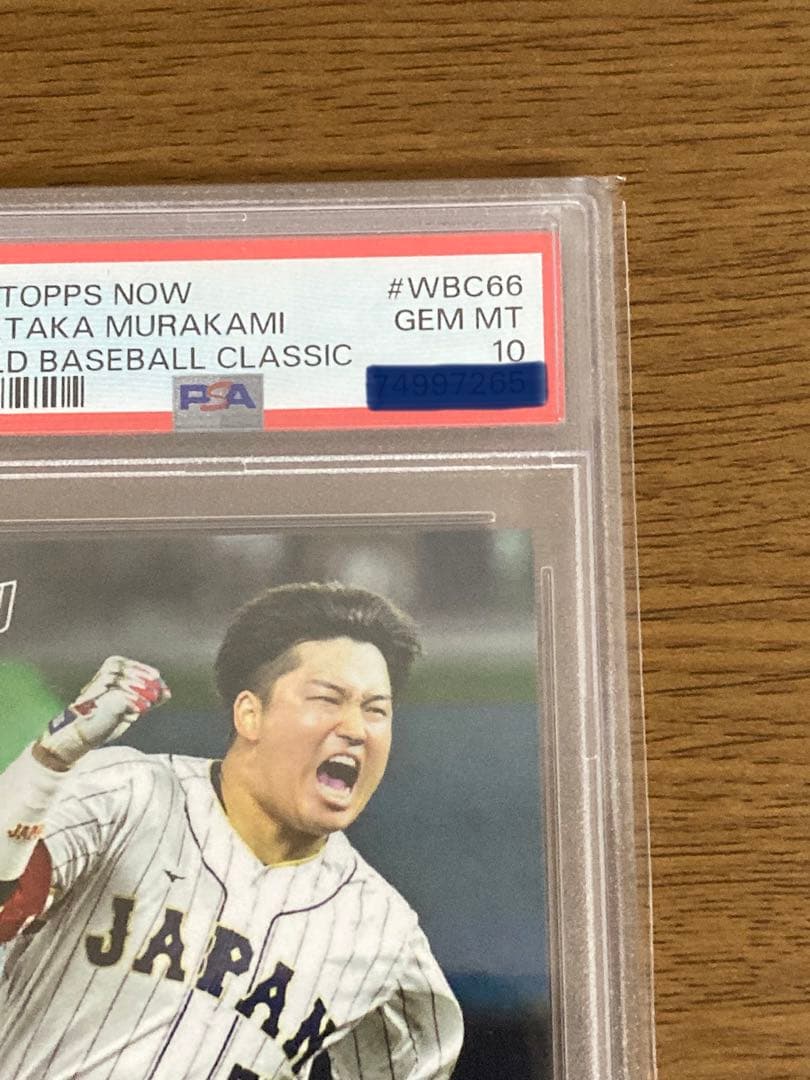 TOPPS NOW #WBC66
TAKA MURAKAMI GEM MT
LD BASEBALL CLASSIC 10
PSA 74997265
JAPAN